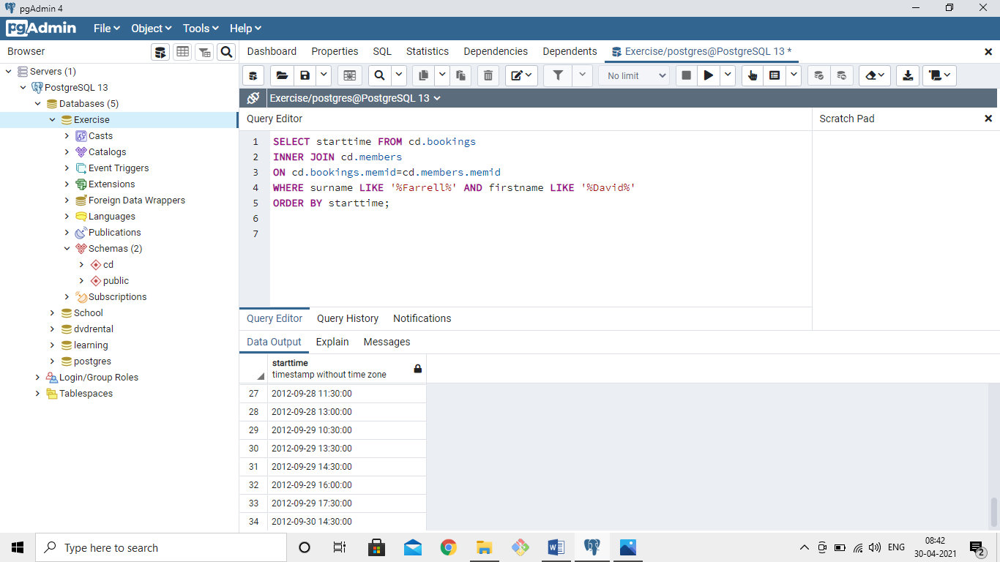 pgAdmin 4
pgAdmin File Object Tools Help
Browser
Dashboard Properties SQL Statistics Dependencies Dependents Exercise/postgres@PostgreSQL 13 *
Servers (1)
PostgreSQL 13
Databases (5)
Exercise
Casts
Catalogs
Event Triggers
Extensions
Foreign Data Wrappers
Languages
Publications
Schemas (2)
cd
public
Subscriptions
School
dvdrental
learning
postgres
Login/Group Roles
Tablespaces
No limit
Exercise/postgres@PostgreSQL 13
Query Editor
Scratch Pad
1 SELECT starttime FROM cd.bookings
2 INNER JOIN cd.members
3 ON cd.bookings.memid=cd.members.memid
4 WHERE surname LIKE '%Farrell%' AND firstname LIKE '%David%'
5 ORDER BY starttime;
6
7
Query Editor Query History Notifications
Data Output Explain Messages
starttime
timestamp without time zone
27 2012-09-28 11:30:00
28 2012-09-28 13:00:00
29 2012-09-29 10:30:00
30 2012-09-29 13:30:00
31 2012-09-29 14:30:00
32 2012-09-29 16:00:00
33 2012-09-29 17:30:00
34 2012-09-30 14:30:00
Type here to search
W
ENG
08:42
30-04-2021
2